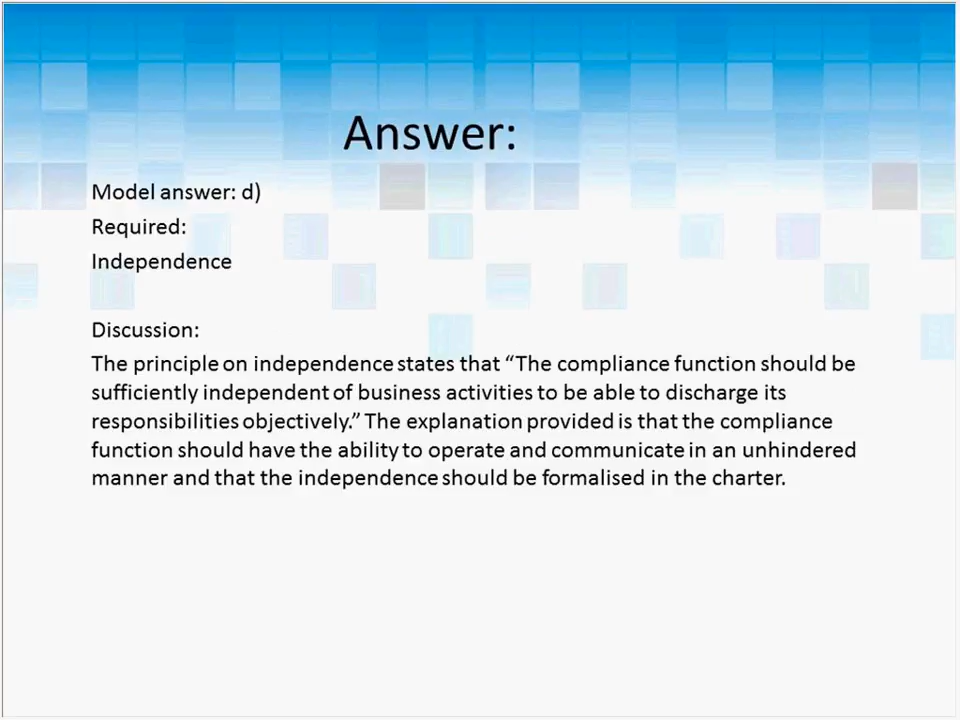 Answer:
Model answer: d)
Required:
Independence
Discussion:
The principle on independence states that “The compliance function should be
sufficiently independent of business activities to be able to discharge its
responsibilities objectively.” The explanation provided is that the compliance
function should have the ability to operate and communicate in an unhindered
manner and that the independence should be formalised in the charter.